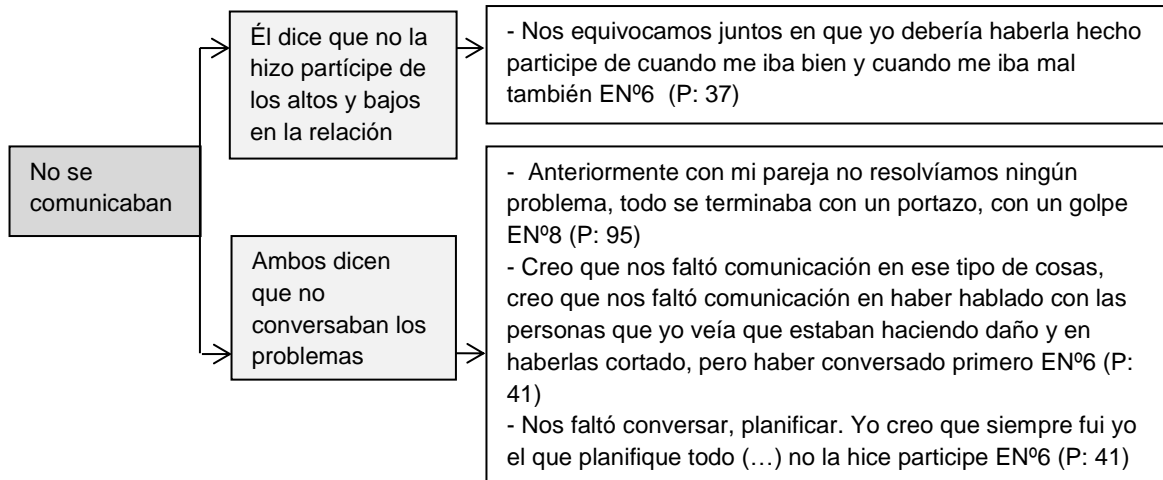 No se
comunicaban
Él dice que no la
hizo partícipe de
los altos y bajos
en la relación
- Nos equivocamos juntos en que yo debería haberla hecho
participe de cuando me iba bien y cuando me iba mal
también ENº6 (P: 37)
Ambos dicen
que no
conversaban los
problemas
- Anteriormente con mi pareja no resolvíamos ningún
problema, todo se terminaba con un portazo, con un golpe
ENº8 (P: 95)
- Creo que nos faltó comunicación en ese tipo de cosas,
creo que nos faltó comunicación en haber hablado con las
personas que yo veía que estaban haciendo daño y en
haberlas cortado, pero haber conversado primero ENº6 (P:
41)
- Nos faltó conversar, planificar. Yo creo que siempre fui yo
el que planifique todo (…) no la hice participe ENº6 (P: 41)